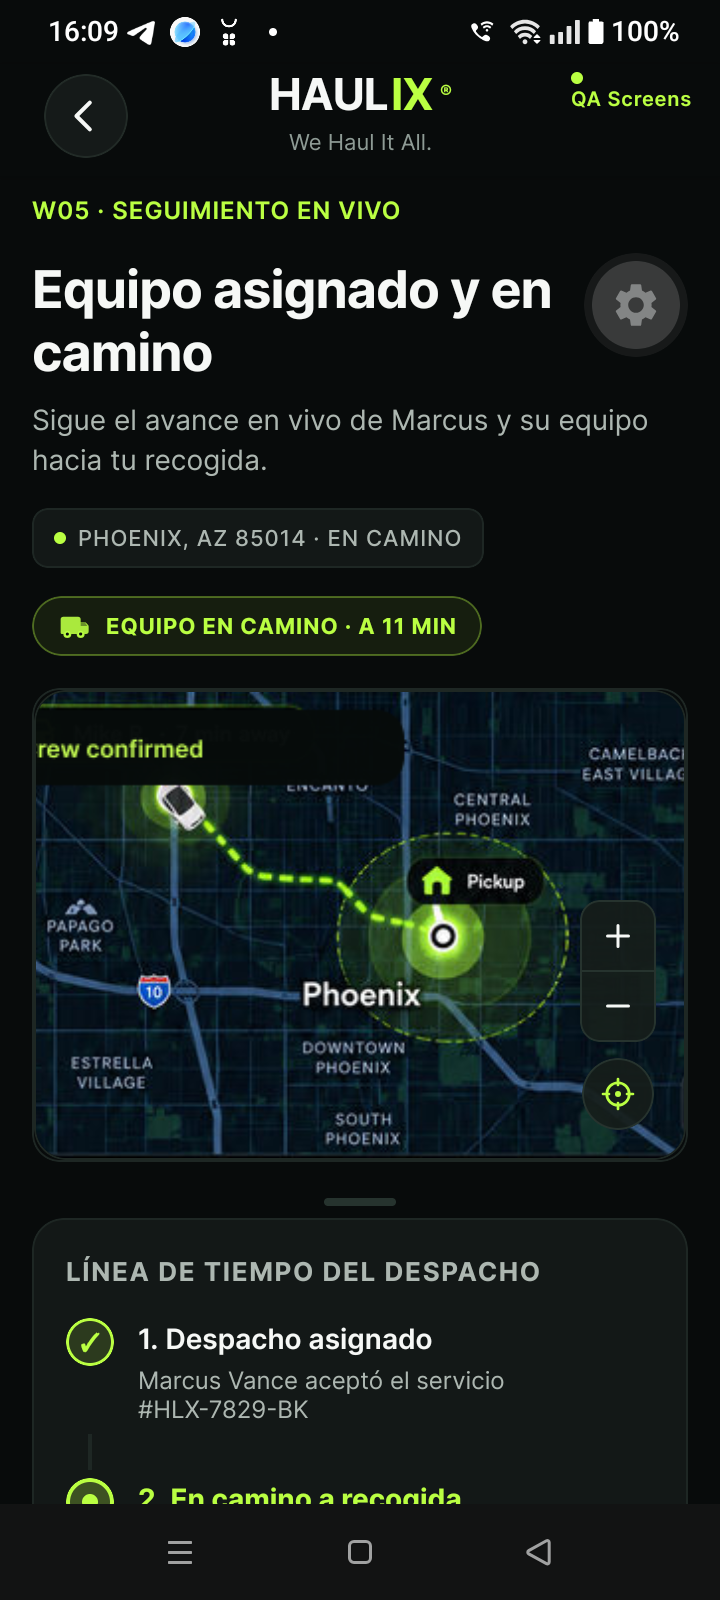 16:09
100%
HAULIX ®
QA Screens
We Haul It All.
W05 · SEGUIMIENTO EN VIVO
Equipo asignado y en
camino
Sigue el avance en vivo de Marcus y su equipo
hacia tu recogida.
PHOENIX, AZ 85014 · EN CAMINO
EQUIPO EN CAMINO · A 11 MIN
rew confirmed
CAMELBAC
EAST VILLAG
ENCANTO
CENTRAL
PHOENIX
Pickup
PAPAGO
PARK
10
Phoenix
DOWNTOWN
PHOENIX
ESTRELLA
VILLAGE
SOUTH
PHOENIX
LÍNEA DE TIEMPO DEL DESPACHO
1. Despacho asignado
Marcus Vance aceptó el servicio
#HLX-7829-BK
2. En camino a recogida